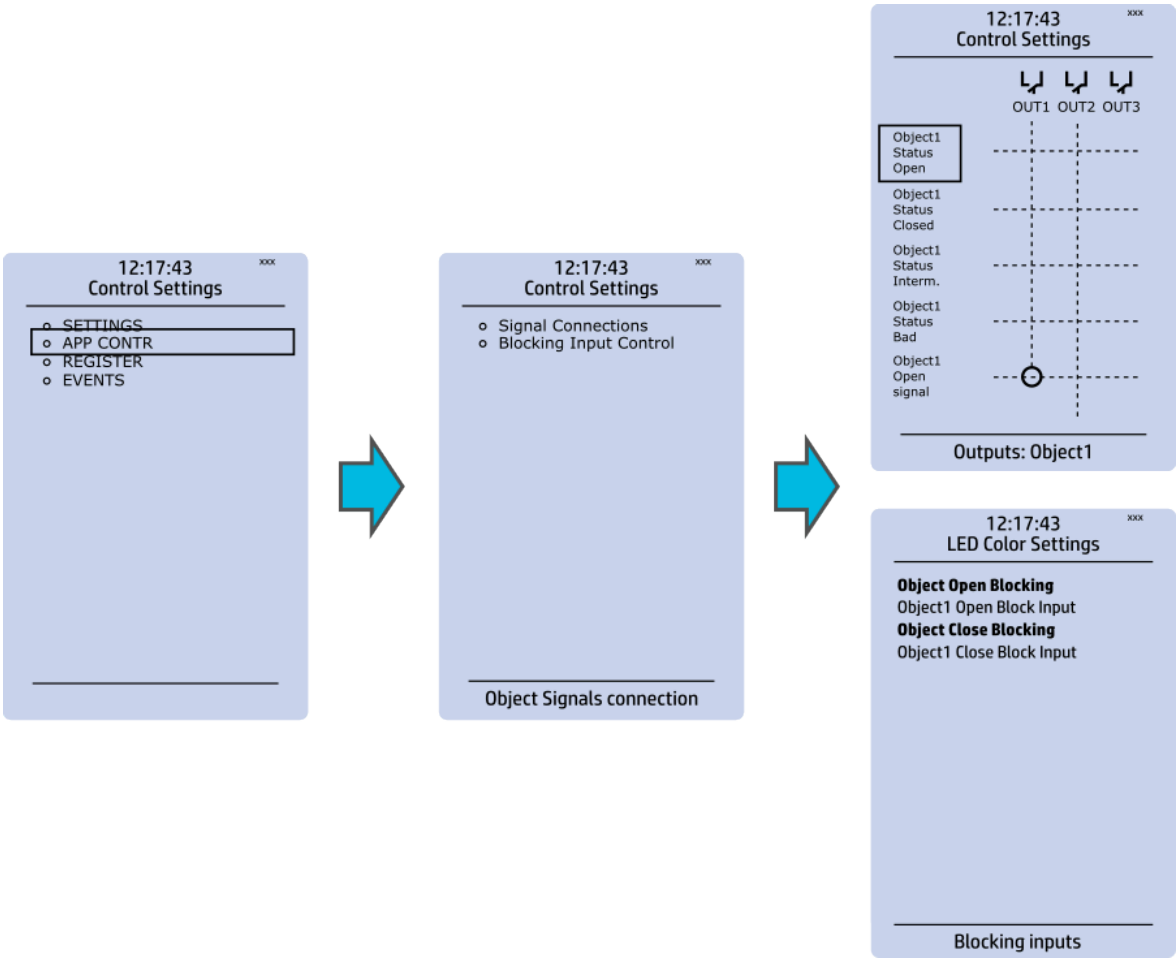 12:17:43 xxx
Control Settings
SETTINGS
APP CONTR
REGISTER
EVENTS
12:17:43 xxx
Control Settings
Signal Connections
Blocking Input Control
Object Signals connection
12:17:43 xxx
Control Settings
OUT1 OUT2 OUT3
Object1
Status
Open
Object1
Status
Closed
Object1
Status
Interm.
Object1
Status
Bad
Object1
Open
signal
Outputs: Object1
12:17:43 xxx
LED Color Settings
Object Open Blocking
Object1 Open Block Input
Object Close Blocking
Object1 Close Block Input
Blocking inputs